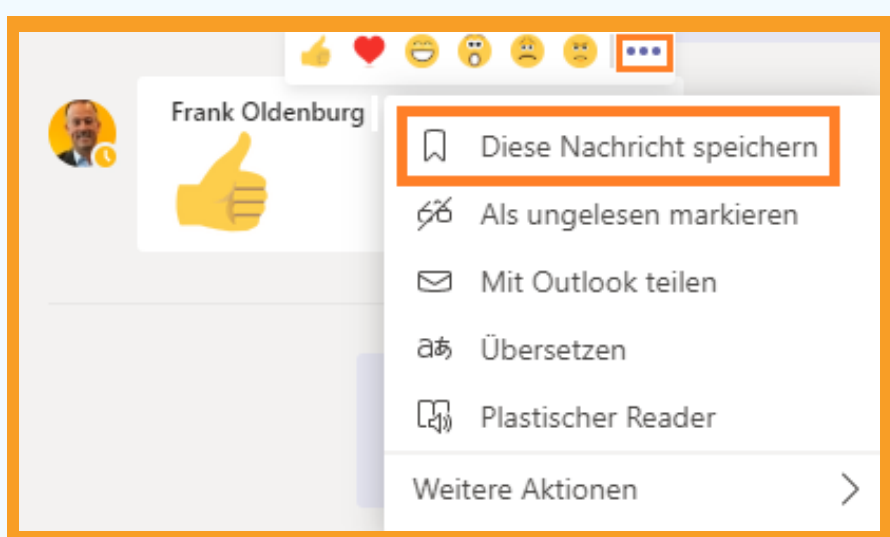 Frank Oldenburg
Diese Nachricht speichern
Als ungelesen markieren
Mit Outlook teilen
Übersetzen
Plastischer Reader
Weitere Aktionen